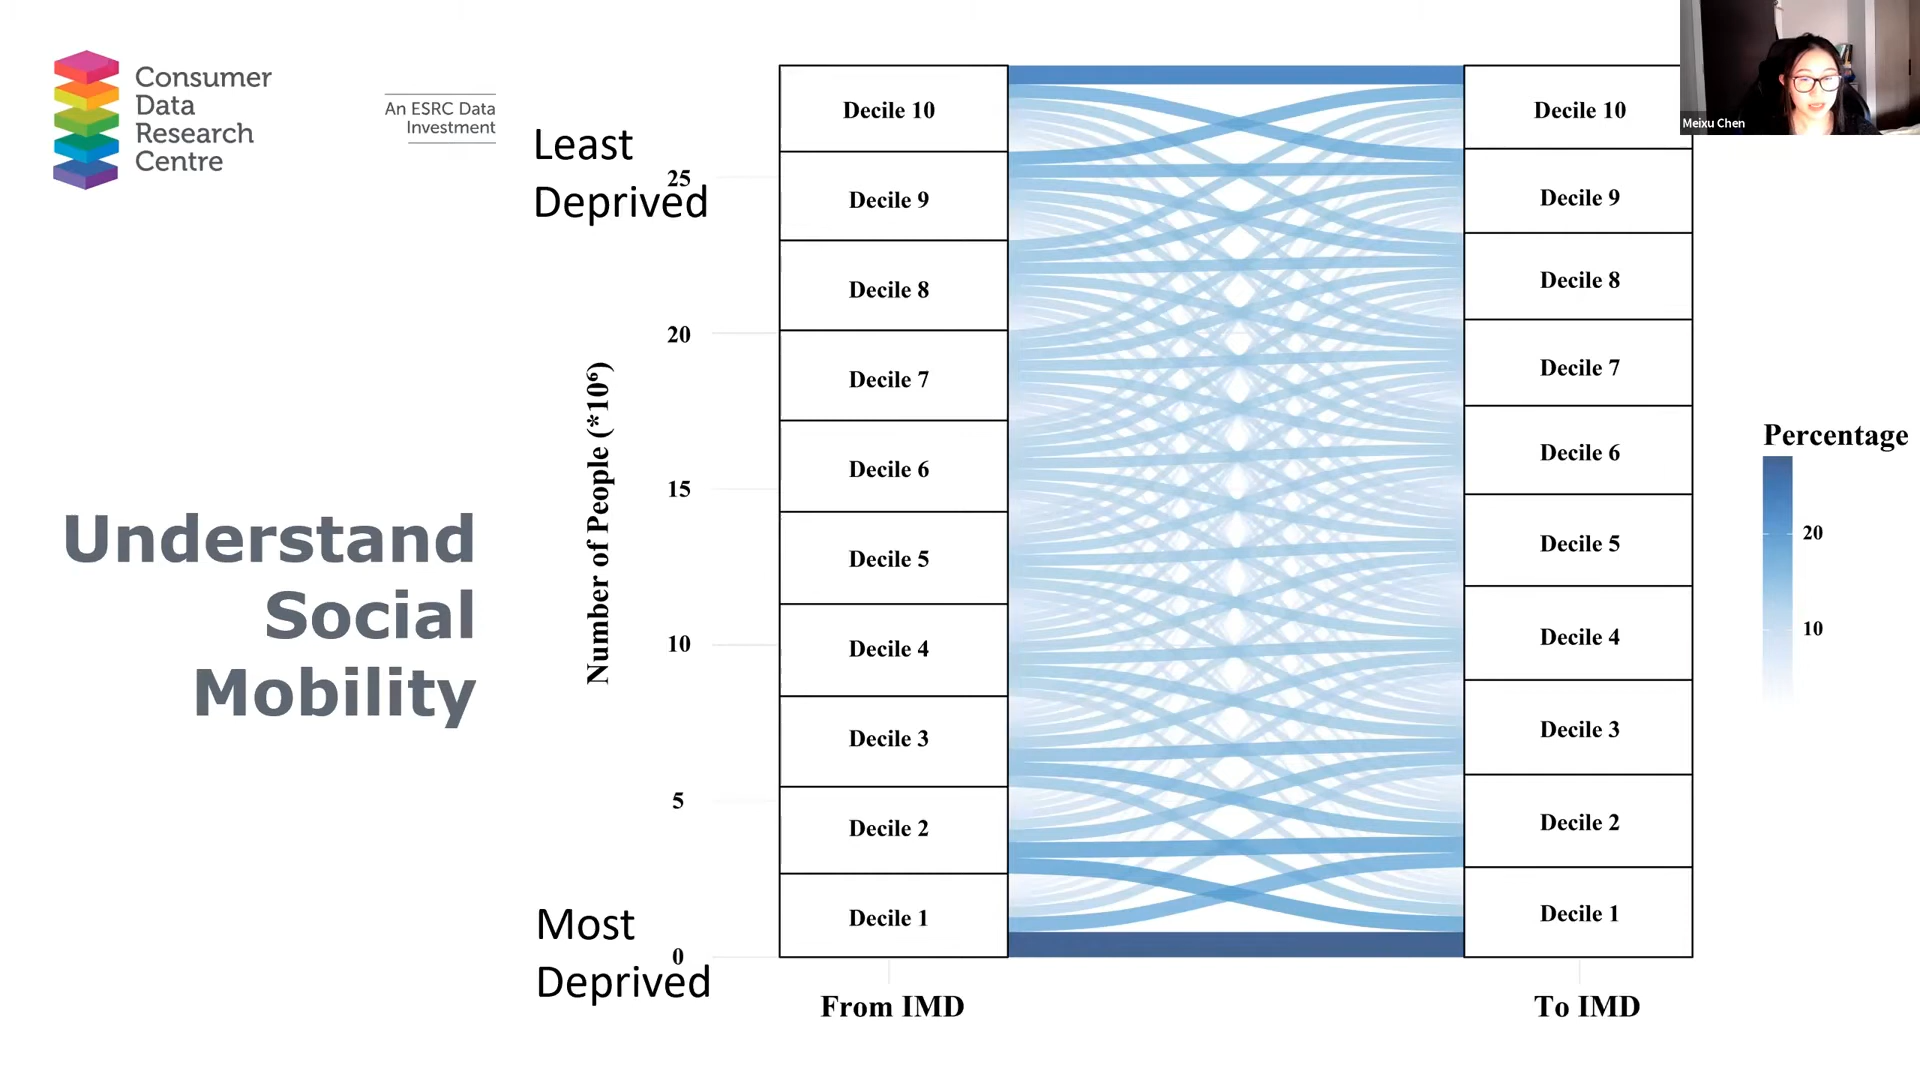 Consumer
Data
Research
Centre
An ESRC Data
Investment
Understand
Social
Mobility
Least
Deprived
Most
Deprived
Number of People (*10⁶)
25
20
15
10
5
0
Decile 10
Decile 9
Decile 8
Decile 7
Decile 6
Decile 5
Decile 4
Decile 3
Decile 2
Decile 1
From IMD
Decile 10
Decile 9
Decile 8
Decile 7
Decile 6
Decile 5
Decile 4
Decile 3
Decile 2
Decile 1
To IMD
Percentage
20
10
Meixu Chen